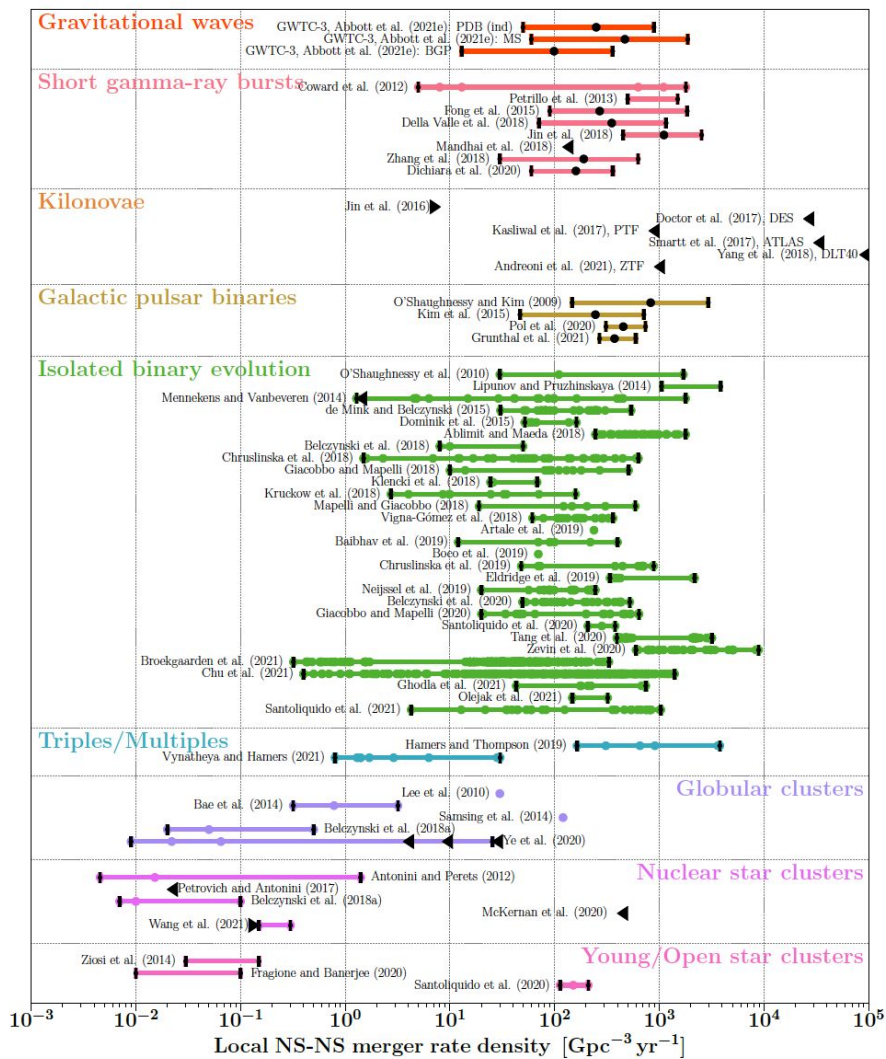 Gravitational waves
GWTC-3, Abbott et al. (2021e): PDB (ind)
GWTC-3, Abbott et al. (2021e): MS
GWTC-3, Abbott et al. (2021e): BGP
Short gamma-ray bursts
Coward et al. (2012)
Petrillo et al. (2013)
Fong et al. (2015)
Della Valle et al. (2018)
Jin et al. (2018)
Mandhai et al. (2018)
Zhang et al. (2018)
Dichiara et al. (2020)
Kilonovae
Jin et al. (2016)
Doctor et al. (2017), DES
Kasliwal et al. (2017), PTF
Smartt et al. (2017), ATLAS
Yang et al. (2018), DLT40
Andreoni et al. (2021), ZTF
Galactic pulsar binaries
O'Shaughnessy and Kim (2009)
Kim et al. (2015)
Pol et al. (2020)
Grunthal et al. (2021)
Isolated binary evolution
O'Shaughnessy et al. (2010)
Lipunov and Pruzhinskaya (2014)
Mennekens and Vanbeveren (2014)
de Mink and Belczynski (2015)
Dominik et al. (2015)
Ablimit and Maeda (2018)
Belczynski et al. (2018)
Chruslinska et al. (2018)
Giacobbo and Mapelli (2018)
Klencki et al. (2018)
Kruckow et al. (2018)
Mapelli and Giacobbo (2018)
Vigna-Gómez et al. (2018)
Artale et al. (2019)
Baibhav et al. (2019)
Boco et al. (2019)
Chruslinska et al. (2019)
Eldridge et al. (2019)
Neijssel et al. (2019)
Belczynski et al. (2020)
Giacobbo and Mapelli (2020)
Santoliquido et al. (2020)
Tang et al. (2020)
Zevin et al. (2020)
Broekgaarden et al. (2021)
Chu et al. (2021)
Ghodla et al. (2021)
Olejak et al. (2021)
Santoliquido et al. (2021)
Triples/Multiples
Hamers and Thompson (2019)
Vynatheya and Hamers (2021)
Globular clusters
Lee et al. (2010)
Bae et al. (2014)
Samsing et al. (2014)
Belczynski et al. (2018a)
Ye et al. (2020)
Nuclear star clusters
Antonini and Perets (2012)
Petrovich and Antonini (2017)
Belczynski et al. (2018a)
McKernan et al. (2020)
Wang et al. (2021)
Young/Open star clusters
Ziosi et al. (2014)
Fragione and Banerjee (2020)
Santoliquido et al. (2020)
10⁻³ 10⁻² 10⁻¹ 10⁰ 10¹ 10² 10³ 10⁴ 10⁵
Local NS-NS merger rate density [Gpc⁻³ yr⁻¹]